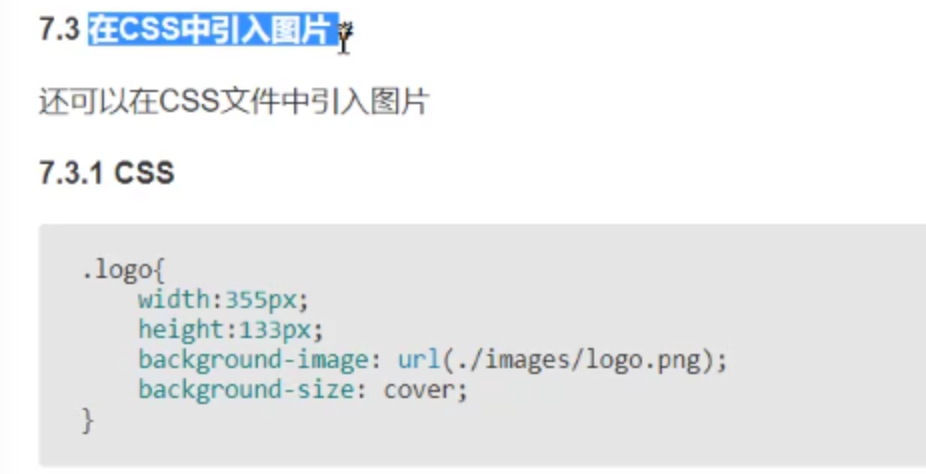 7.3 在CSS中引入图片 #
还可以在CSS文件中引入图片
7.3.1 CSS
.logo{
    width:355px;
    height:133px;
    background-image: url(./images/logo.png);
    background-size: cover;
}